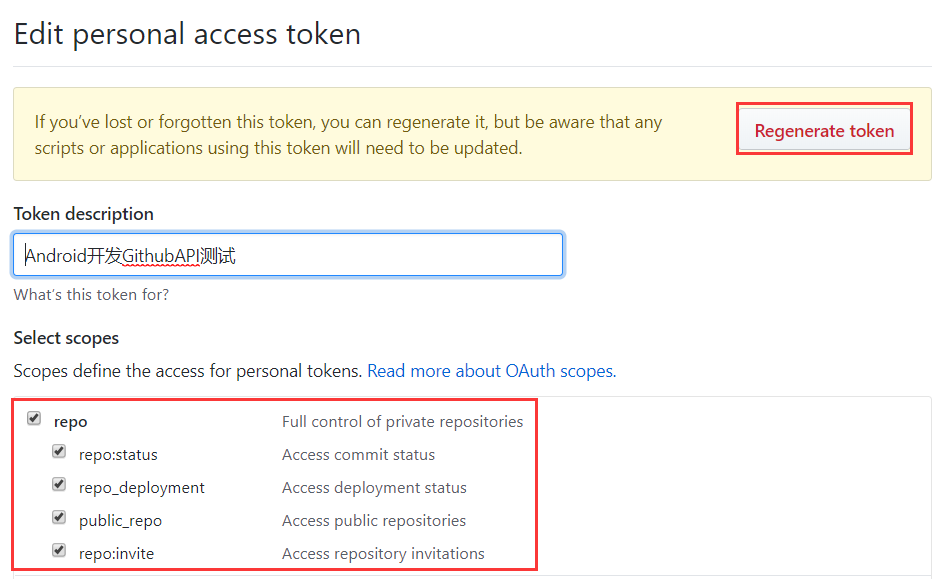 Edit personal access token
If you’ve lost or forgotten this token, you can regenerate it, but be aware that any
scripts or applications using this token will need to be updated.
Regenerate token
Token description
Android开发GithubAPI测试
What’s this token for?
Select scopes
Scopes define the access for personal tokens. Read more about OAuth scopes.
repo Full control of private repositories
repo:status Access commit status
repo_deployment Access deployment status
public_repo Access public repositories
repo:invite Access repository invitations